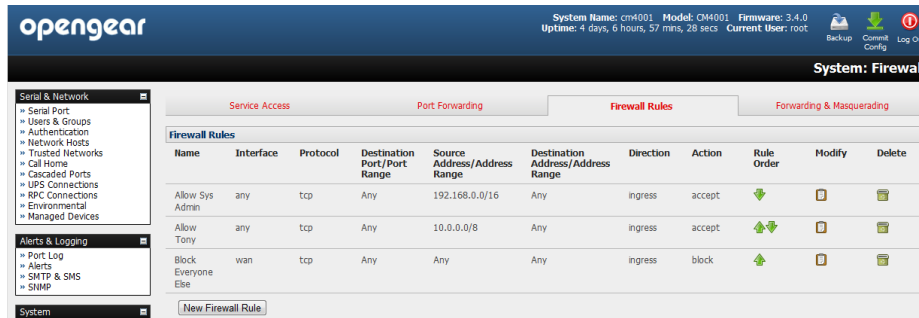 opengear
System Name: cm4001 Model: CM4001 Firmware: 3.4.0
Uptime: 4 days, 6 hours, 57 mins, 28 secs Current User: root
Backup
Commit Config
Log O
System: Firewal
Serial & Network
» Serial Port
» Users & Groups
» Authentication
» Network Hosts
» Trusted Networks
» Call Home
» Cascaded Ports
» UPS Connections
» RPC Connections
» Environmental
» Managed Devices
Alerts & Logging
» Port Log
» Alerts
» SMTP & SMS
» SNMP
System
Service Access Port Forwarding Firewall Rules Forwarding & Masquerading
Firewall Rules
Name Interface Protocol Destination Port/Port Range Source Address/Address Range Destination Address/Address Range Direction Action Rule Order Modify Delete
Allow Sys Admin any tcp Any 192.168.0.0/16 Any ingress accept
Allow Tony any tcp Any 10.0.0.0/8 Any ingress accept
Block Everyone Else wan tcp Any Any Any ingress block
New Firewall Rule